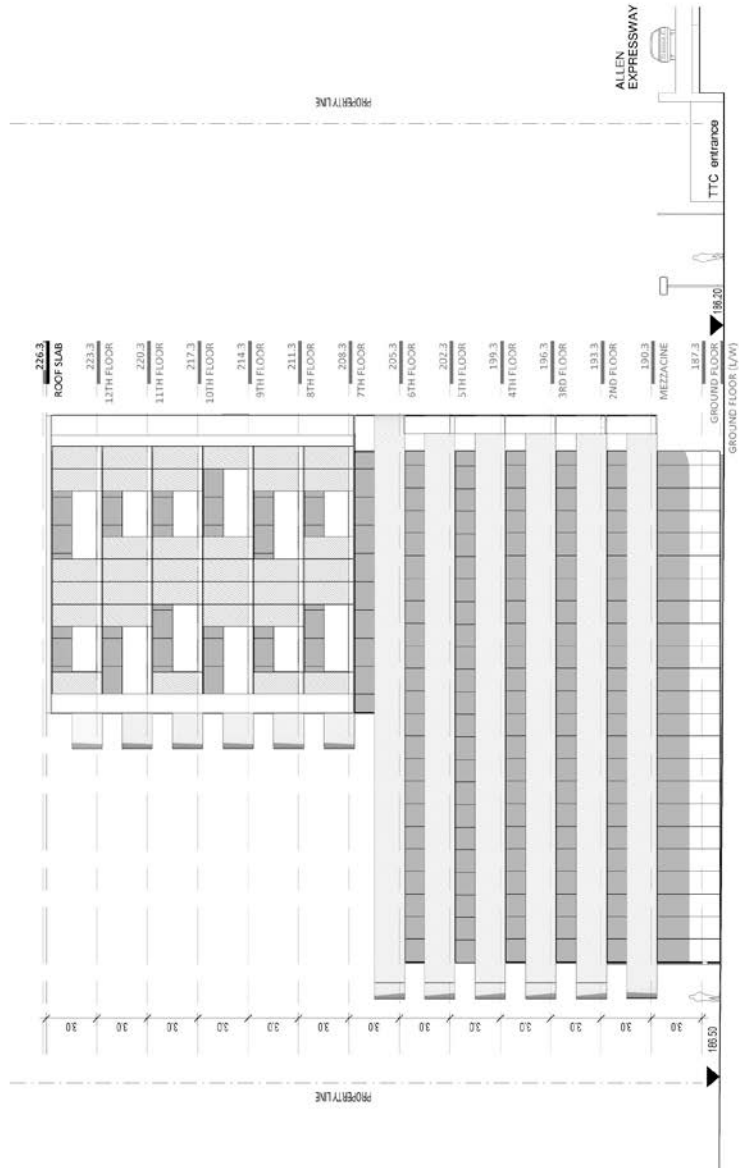 ALLEN
EXPRESSWAY
TTC entrance
PROPERTY LINE
226.3
ROOF SLAB
223.3
12TH FLOOR
220.3
11TH FLOOR
217.3
10TH FLOOR
214.3
9TH FLOOR
211.3
8TH FLOOR
208.3
7TH FLOOR
205.3
6TH FLOOR
202.3
5TH FLOOR
199.3
4TH FLOOR
196.3
3RD FLOOR
193.3
2ND FLOOR
190.3
MEZZACINE
187.3
GROUND FLOOR
GROUND FLOOR (L/W)
186.20
3.0
3.0
3.0
3.0
3.0
3.0
3.0
3.0
3.0
3.0
3.0
3.0
3.0
186.50
PROPERTY LINE